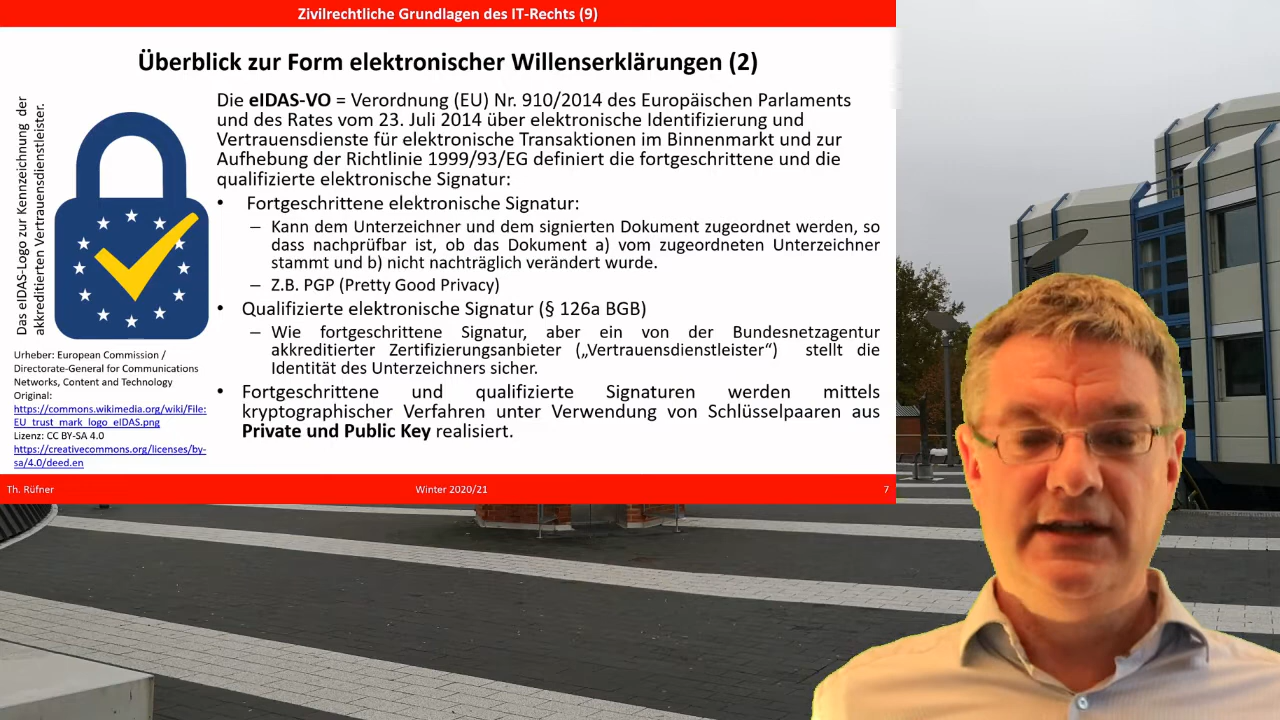 Zivilrechtliche Grundlagen des IT-Rechts (9)
Überblick zur Form elektronischer Willenserklärungen (2)
Das eIDAS-Logo zur Kennzeichnung der
akkreditierten Vertrauensdienstleister.
Urheber: European Commission /
Directorate-General for Communications
Networks, Content and Technology
Original:
https://commons.wikimedia.org/wiki/File:
EU_trust_mark_logo_eIDAS.png
Lizenz: CC BY-SA 4.0
https://creativecommons.org/licenses/by-
sa/4.0/deed.en
Die eIDAS-VO = Verordnung (EU) Nr. 910/2014 des Europäischen Parlaments
und des Rates vom 23. Juli 2014 über elektronische Identifizierung und
Vertrauensdienste für elektronische Transaktionen im Binnenmarkt und zur
Aufhebung der Richtlinie 1999/93/EG definiert die fortgeschrittene und die
qualifizierte elektronische Signatur:
• Fortgeschrittene elektronische Signatur:
– Kann dem Unterzeichner und dem signierten Dokument zugeordnet werden, so
dass nachprüfbar ist, ob das Dokument a) vom zugeordneten Unterzeichner
stammt und b) nicht nachträglich verändert wurde.
– Z.B. PGP (Pretty Good Privacy)
• Qualifizierte elektronische Signatur (§ 126a BGB)
– Wie fortgeschrittene Signatur, aber ein von der Bundesnetzagentur
akkreditierter Zertifizierungsanbieter („Vertrauensdienstleister“) stellt die
Identität des Unterzeichners sicher.
• Fortgeschrittene und qualifizierte Signaturen werden mittels
kryptographischer Verfahren unter Verwendung von Schlüsselpaaren aus
Private und Public Key realisiert.
Th. Rüfner
Winter 2020/21
7